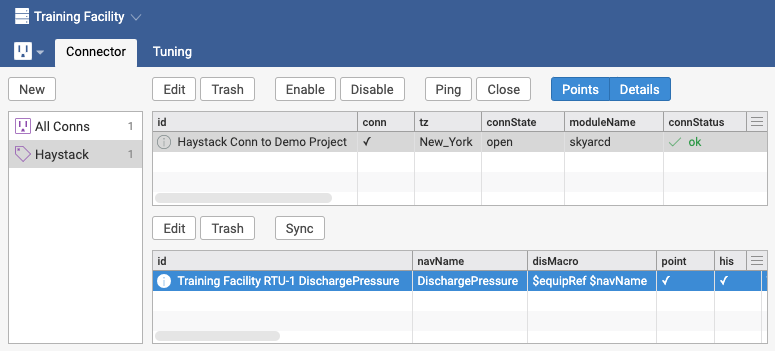 Training Facility
Connector Tuning
New Edit Trash Enable Disable Ping Close Points Details
All Conns 1
Haystack 1
id conn tz connState moduleName connStatus
Haystack Conn to Demo Project ✓ New_York open skyarcd ✓ ok
Edit Trash Sync
id navName disMacro point his
Training Facility RTU-1 DischargePressure DischargePressure $equipRef $navName ✓ ✓